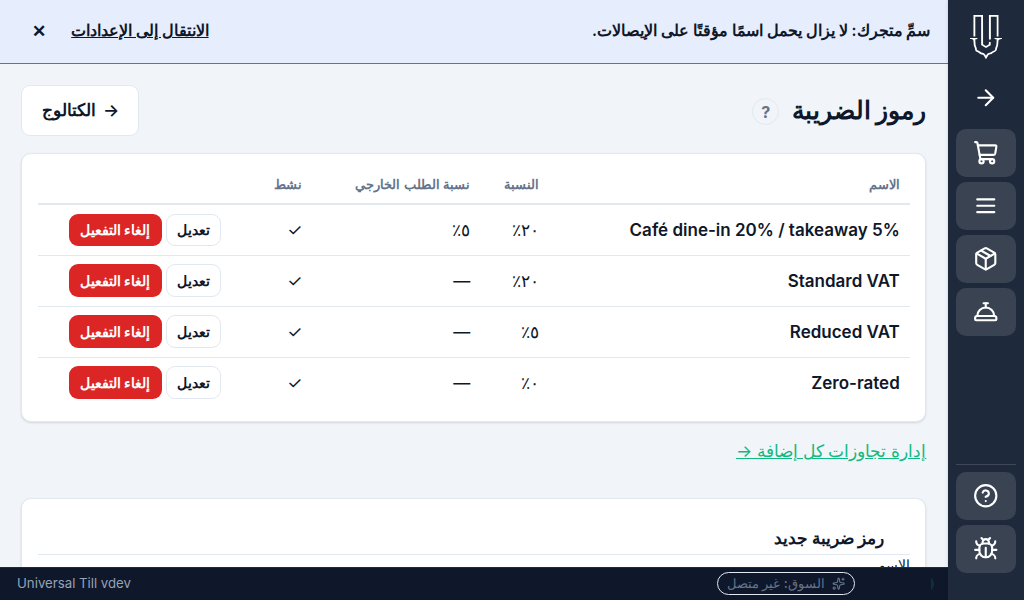 سمِّ متجرك: لا يزال يحمل اسمًا مؤقتًا على الإيصالات.
الانتقال إلى الإعدادات ✕
رموز الضريبة ?
→ الكتالوج
الاسم النسبة نسبة الطلب الخارجي نشط
Café dine-in 20% / takeaway 5% ٢٠٪ ٥٪ ✓ تعديل إلغاء التفعيل
Standard VAT ٢٠٪ — ✓ تعديل إلغاء التفعيل
Reduced VAT ٥٪ — ✓ تعديل إلغاء التفعيل
Zero-rated ٠٪ — ✓ تعديل إلغاء التفعيل
إدارة تجاوزات كل إضافة →
رمز ضريبة جديد
الاسم
السوق: غير متصل
Universal Till vdev